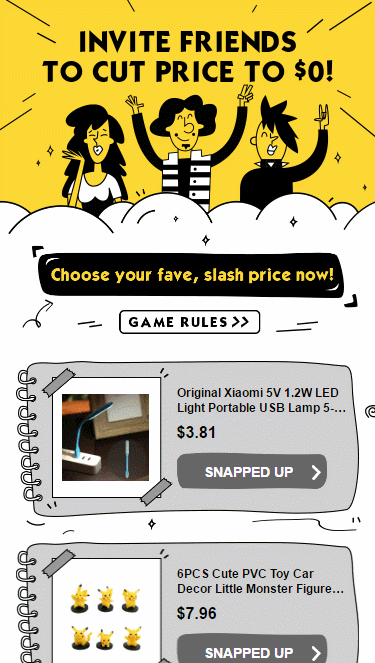 INVITE FRIENDS
TO CUT PRICE TO $0!
Choose your fave, slash price now!
GAME RULES >>
Original Xiaomi 5V 1.2W LED
Light Portable USB Lamp 5-...
$3.81
SNAPPED UP >
6PCS Cute PVC Toy Car
Decor Little Monster Figure...
$7.96
SNAPPED UP >